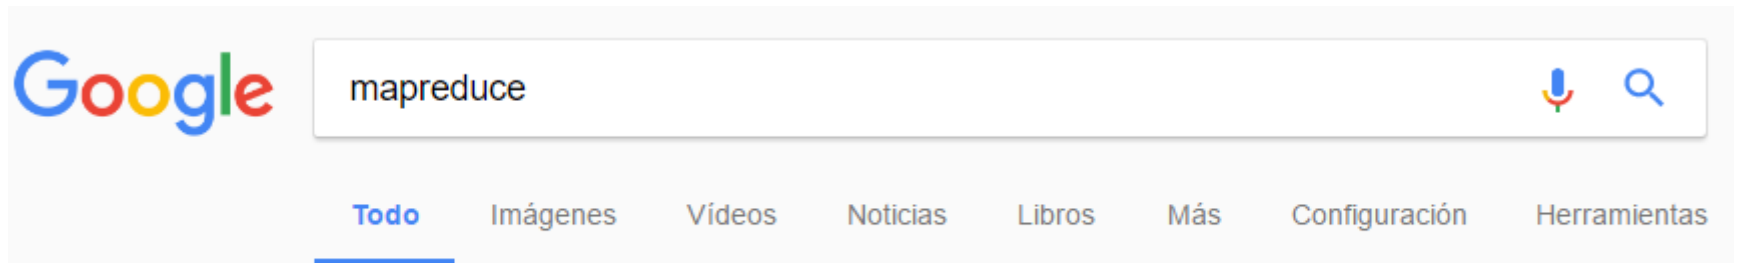 Google mapreduce
Todo Imágenes Vídeos Noticias Libros Más Configuración Herramientas